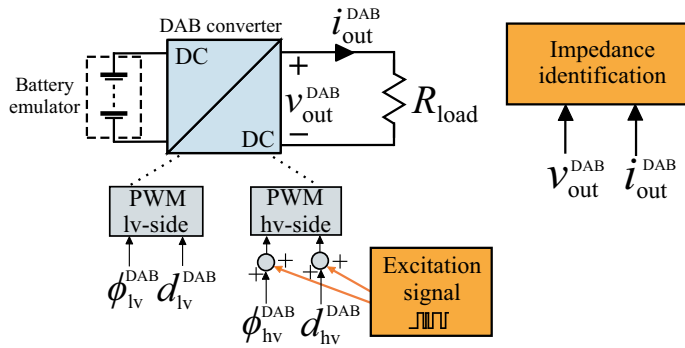 DAB converter
i_out^DAB
DC
Battery
emulator
+
v_out^DAB
−
R_load
DC
Impedance
identification
v_out^DAB
i_out^DAB
PWM
lv-side
PWM
hv-side
+ + + +
ϕ_lv^DAB
d_lv^DAB
ϕ_hv^DAB
d_hv^DAB
Excitation
signal